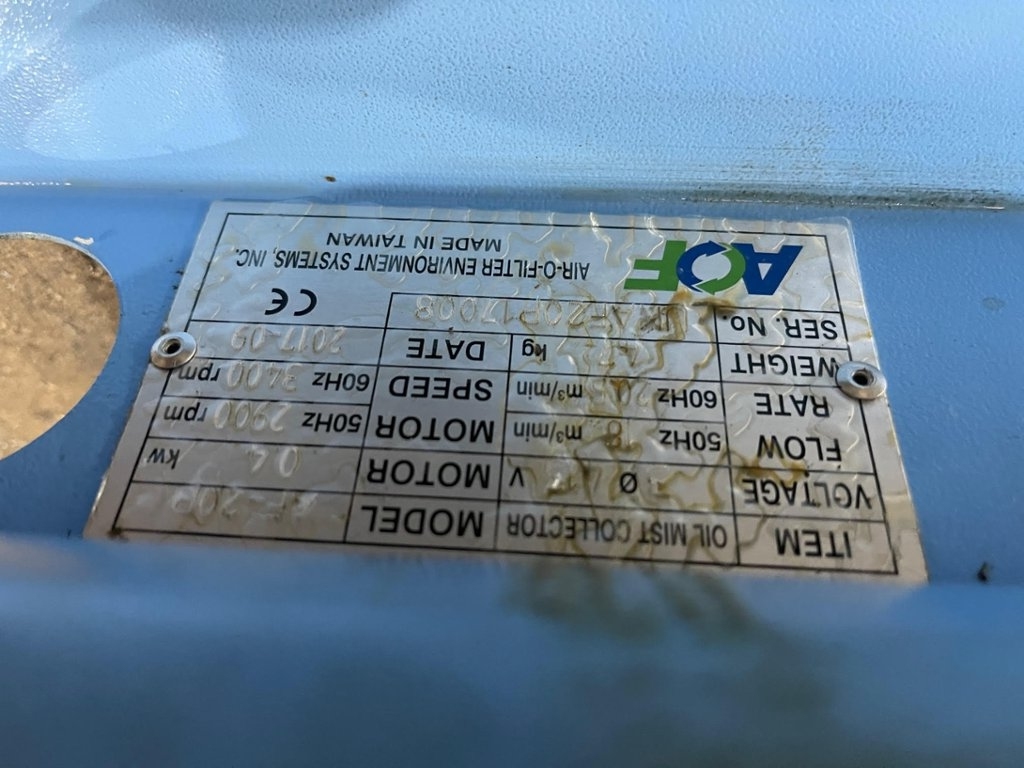 ITEM OIL MIST COLLECTOR MODEL AF-20P
VOLTAGE Ø V MOTOR 0.4 kw
FLOW 50Hz 18 m³/min MOTOR 50Hz 2900 rpm
RATE 60Hz m³/min SPEED 60Hz 3400 rpm
WEIGHT kg DATE 2017-09
SER. No. CE
AOF AIR-O-FILTER ENVIRONMENT SYSTEMS, INC.
MADE IN TAIWAN